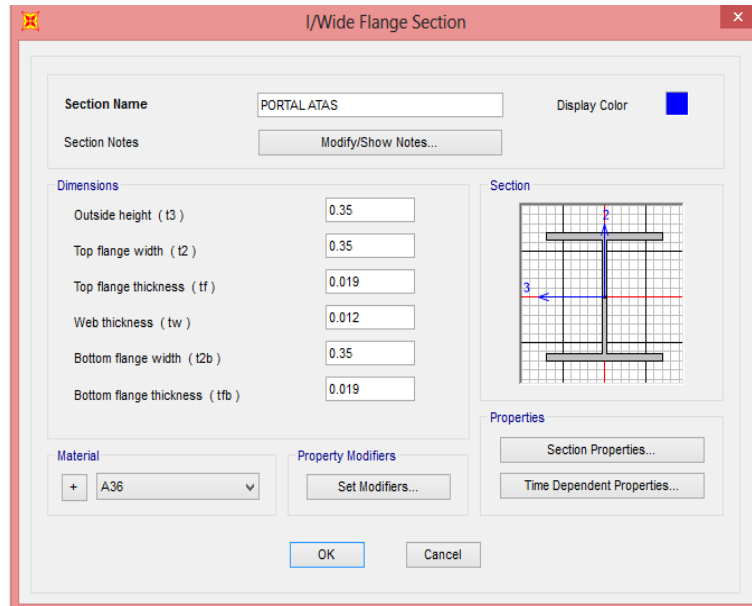 I/Wide Flange Section
x
Section Name PORTAL ATAS Display Color
Section Notes Modify/Show Notes...
Dimensions
Outside height ( t3 ) 0.35
Top flange width ( t2 ) 0.35
Top flange thickness ( tf ) 0.019
Web thickness ( tw ) 0.012
Bottom flange width ( t2b ) 0.35
Bottom flange thickness ( tfb ) 0.019
Section
2
3
Properties
Section Properties...
Time Dependent Properties...
Material
+ A36
Property Modifiers
Set Modifiers...
OK Cancel